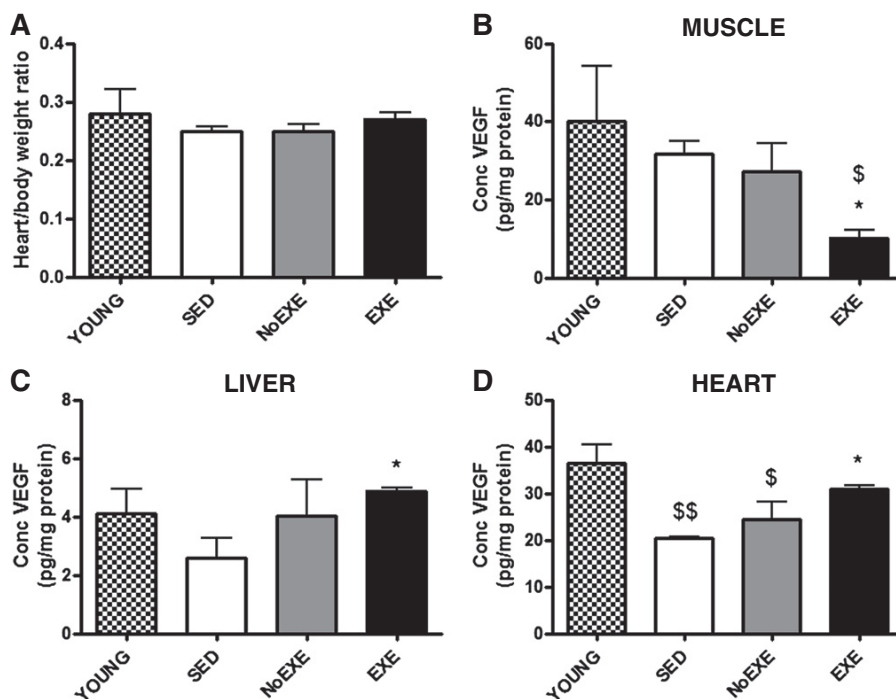 A
Heart/body weight ratio
0.4
0.3
0.2
0.1
0.0
YOUNG
SED
NoEXE
EXE
B
MUSCLE
Conc VEGF
(pg/mg protein)
60
40
20
0
$
*
YOUNG
SED
NoEXE
EXE
C
LIVER
Conc VEGF
(pg/mg protein)
8
6
4
2
0
*
YOUNG
SED
NoEXE
EXE
D
HEART
Conc VEGF
(pg/mg protein)
50
40
30
20
10
0
$$
$
*
YOUNG
SED
NoEXE
EXE